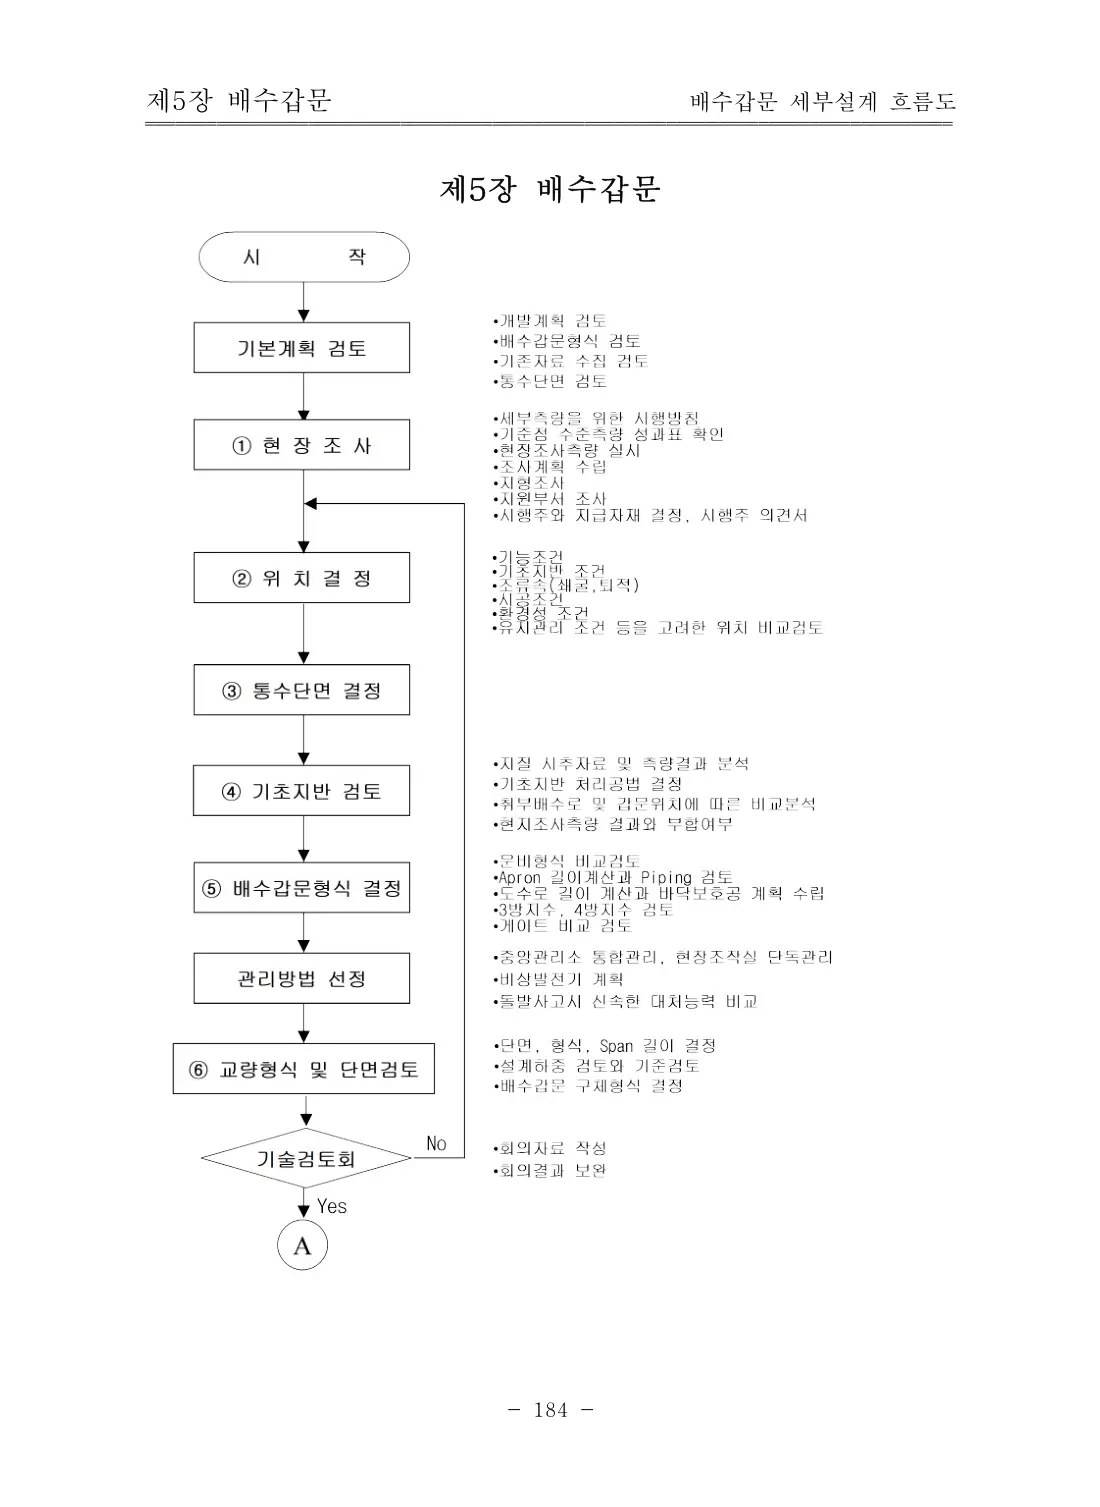 제5장 배수갑문
배수갑문 세부설계 흐름도
제5장 배수갑문
시 작
기본계획 검토
•개발계획 검토
•배수갑문형식 검토
•기존자료 수집 검토
•통수단면 검토
① 현 장 조 사
•세부측량을 위한 시행방침
•기준점 수준측량 성과표 확인
•현장조사측량 실시
•조사계획 수립
•지형조사
•지원부서 조사
•시행주와 지급자재 결정, 시행주 의견서
② 위 치 결 정
•기능조건
•기초지반 조건
•소류속(쇄굴,퇴적)
•시공조건
•환경성 조건
•유지관리 조건 등을 고려한 위치 비교검토
③ 통수단면 결정
④ 기초지반 검토
•지질 시추자료 및 측량결과 분석
•기초지반 처리공법 결정
•취부배수로 및 갑문위치에 따른 비교분석
•현지조사측량 결과와 부합여부
⑤ 배수갑문형식 결정
•문비형식 비교검토
•Apron 길이계산과 Piping 검토
•도수로 길이 계산과 바닥보호공 계획 수립
•3방지수, 4방지수 검토
•게이트 비교 검토
관리방법 선정
•중앙관리소 통합관리, 현장조작실 단독관리
•비상발전기 계획
•돌발사고시 신속한 대처능력 비교
⑥ 교량형식 및 단면검토
•단면, 형식, Span 길이 결정
•설계하중 검토와 기준검토
•배수갑문 구체형식 결정
기술검토회
No
•회의자료 작성
•회의결과 보완
Yes
A
- 184 -